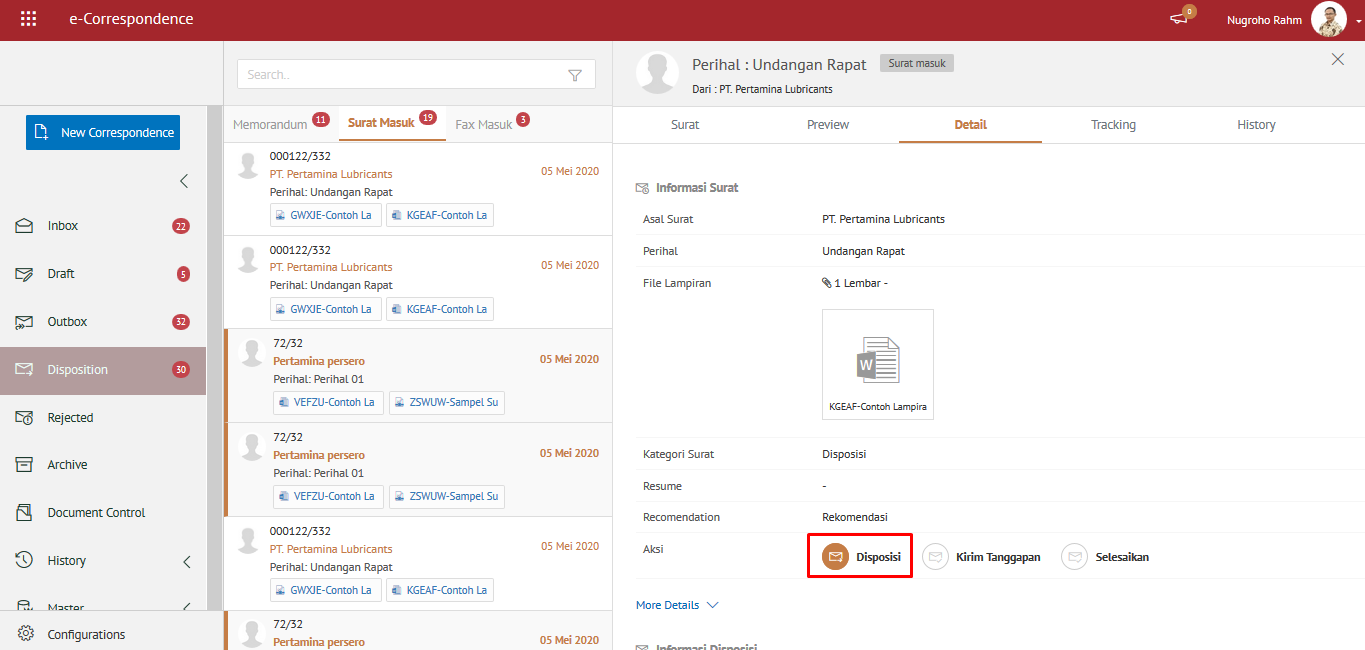 e-Correspondence
0
Nugroho Rahm
New Correspondence
Inbox 22
Draft 5
Outbox 32
Disposition 30
Rejected
Archive
Document Control
History
Master
Configurations
Search..
Memorandum 11 Surat Masuk 19 Fax Masuk 3
000122/332
PT. Pertamina Lubricants 05 Mei 2020
Perihal: Undangan Rapat
GWXJE-Contoh La KGEAF-Contoh La
000122/332
PT. Pertamina Lubricants 05 Mei 2020
Perihal: Undangan Rapat
GWXJE-Contoh La KGEAF-Contoh La
72/32
Pertamina persero 05 Mei 2020
Perihal: Perihal 01
VEFZU-Contoh La ZSWUW-Sampel Su
72/32
Pertamina persero 05 Mei 2020
Perihal: Perihal 01
VEFZU-Contoh La ZSWUW-Sampel Su
000122/332
PT. Pertamina Lubricants 05 Mei 2020
Perihal: Undangan Rapat
GWXJE-Contoh La KGEAF-Contoh La
72/32
Pertamina persero 05 Mei 2020
Perihal : Undangan Rapat Surat masuk
Dari : PT. Pertamina Lubricants
Surat Preview Detail Tracking History
Informasi Surat
Asal Surat PT. Pertamina Lubricants
Perihal Undangan Rapat
File Lampiran 1 Lembar -
W
KGEAF-Contoh Lampira
Kategori Surat Disposisi
Resume -
Recomendation Rekomendasi
Aksi Disposisi Kirim Tanggapan Selesaikan
More Details
Informasi Disposisi